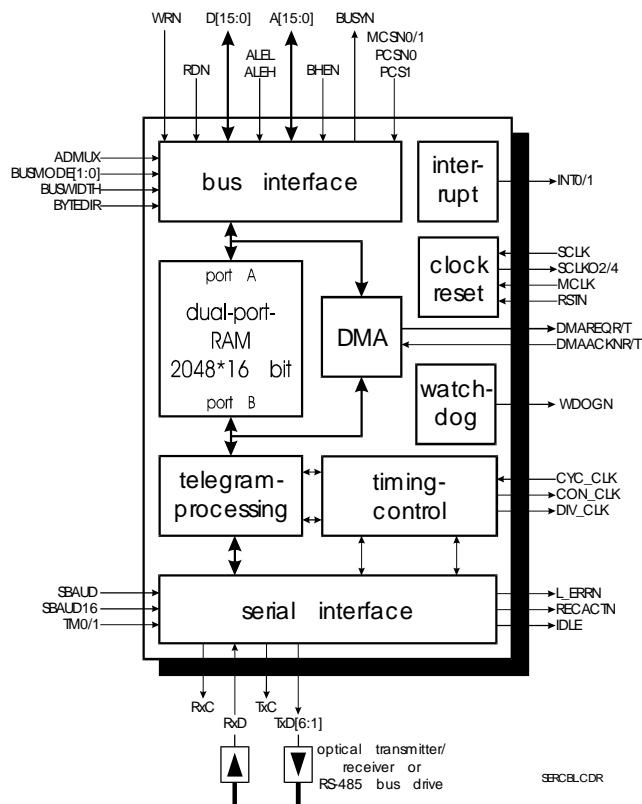 WRN D[15:0] A[15:0] BUSYN
MCSN0/1
PCSN0
PCS1
RDN ALEL
ALEH BHEN
ADMUX
BUSMODE[1:0]
BUSWIDTH
BYTEDIR
bus interface
inter-
rupt
INT0/1
port A
dual-port-
RAM
2048*16 bit
port B
DMA
clock
reset
SCLK
SCLKO2/4
MCLK
RSTN
DMAREQR/T
DMAACKNR/T
watch-
dog
WDOGN
telegram-
processing
timing-
control
CYC_CLK
CON_CLK
DIV_CLK
SBAUD
SBAUD16
TM0/1
serial interface
L_ERRN
RECACTN
IDLE
RxC TxC
RxD TxD[6:1]
optical transmitter/
receiver or
RS-485 bus drive
SERCBL.CDR